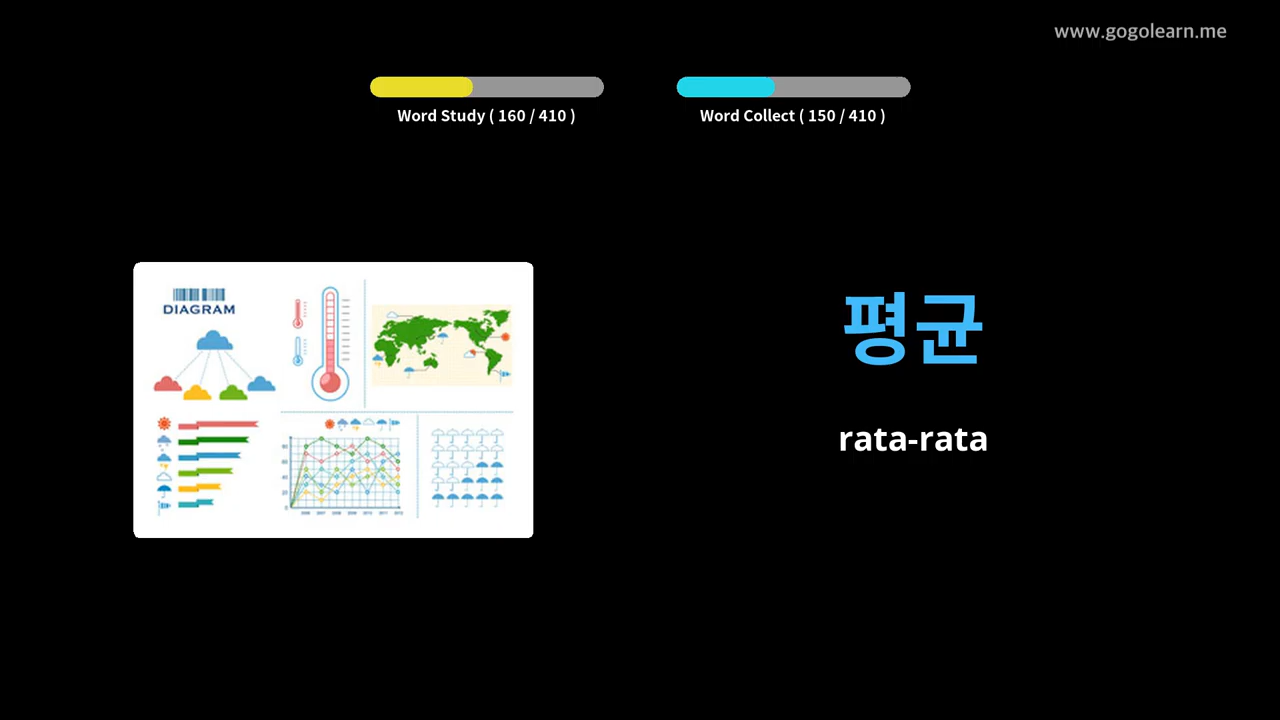 www.gogolearn.me
Word Study ( 160 / 410 )
Word Collect ( 150 / 410 )
DIAGRAM
평균
rata-rata